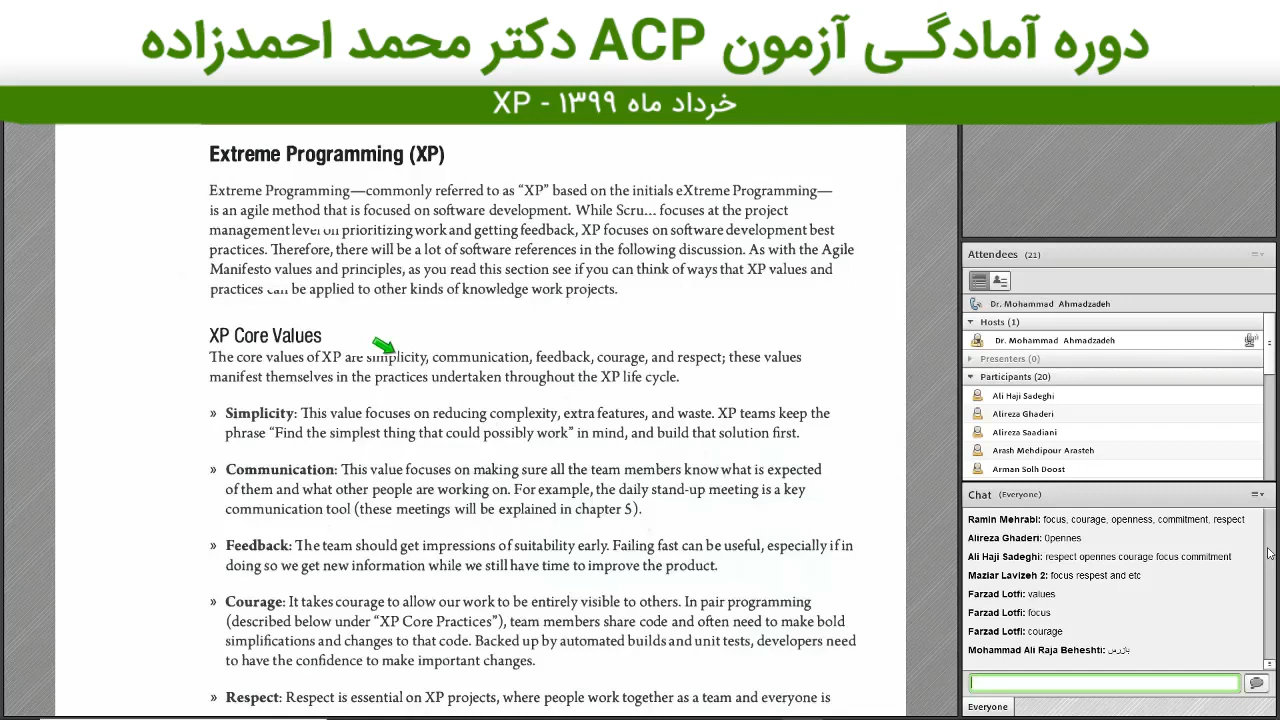 دوره آمادگـی آزمون ACP دکتر محمد احمدزاده
خرداد ماه ۱۳۹۹ - XP
Extreme Programming (XP)
Extreme Programming—commonly referred to as “XP” based on the initials eXtreme Programming—
is an agile method that is focused on software development. While Scru... focuses at the project
management level on prioritizing work and getting feedback, XP focuses on software development best
practices. Therefore, there will be a lot of software references in the following discussion. As with the Agile
Manifesto values and principles, as you read this section see if you can think of ways that XP values and
practices can be applied to other kinds of knowledge work projects.
XP Core Values
The core values of XP are simplicity, communication, feedback, courage, and respect; these values
manifest themselves in the practices undertaken throughout the XP life cycle.
» Simplicity: This value focuses on reducing complexity, extra features, and waste. XP teams keep the
phrase “Find the simplest thing that could possibly work” in mind, and build that solution first.
» Communication: This value focuses on making sure all the team members know what is expected
of them and what other people are working on. For example, the daily stand-up meeting is a key
communication tool (these meetings will be explained in chapter 5).
» Feedback: The team should get impressions of suitability early. Failing fast can be useful, especially if in
doing so we get new information while we still have time to improve the product.
» Courage: It takes courage to allow our work to be entirely visible to others. In pair programming
(described below under “XP Core Practices”), team members share code and often need to make bold
simplifications and changes to that code. Backed up by automated builds and unit tests, developers need
to have the confidence to make important changes.
» Respect: Respect is essential on XP projects, where people work together as a team and everyone is
Attendees (21)
Dr. Mohammad Ahmadzadeh
Hosts (1)
Dr. Mohammad Ahmadzadeh
Presenters (0)
Participants (20)
Ali Haji Sadeghi
Alireza Ghaderi
Alireza Saadiani
Arash Mehdipour Arasteh
Arman Solh Doost
Chat (Everyone)
Ramin Mehrabi: focus, courage, openness, commitment, respect
Alireza Ghaderi: 0pennes
Ali Haji Sadeghi: respect opennes courage focus commitment
Maziar Lavizeh 2: focus respest and etc
Farzad Lotfi: values
Farzad Lotfi: focus
Farzad Lotfi: courage
Mohammad Ali Raja Beheshti: بازرس
Everyone